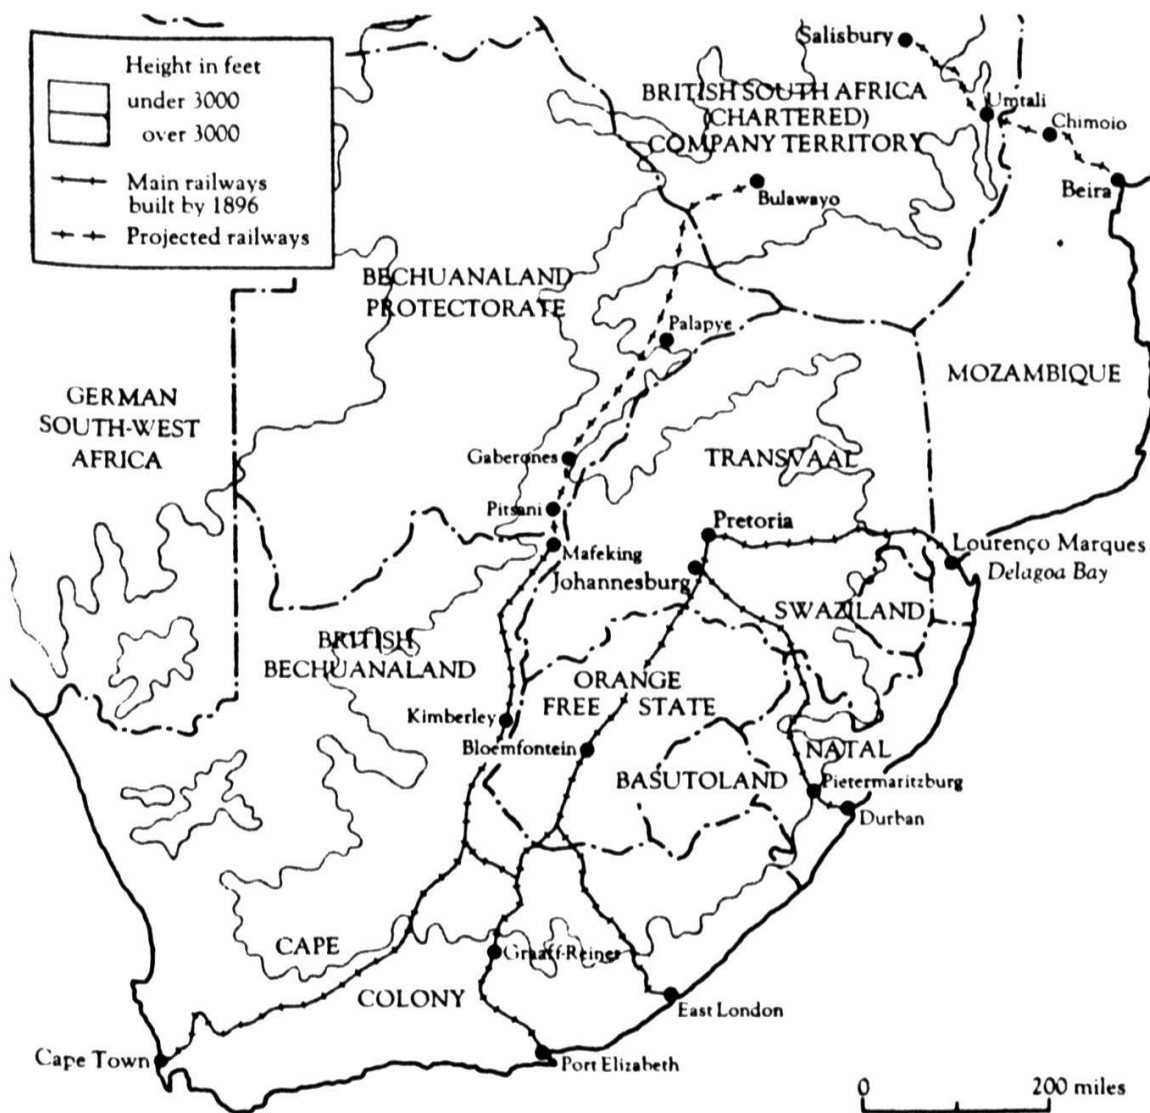 Height in feet
under 3000
over 3000
Main railways
built by 1896
Projected railways
Salisbury
BRITISH SOUTH AFRICA
(CHARTERED)
COMPANY TERRITORY
Umtali
Chimoio
Beira
Bulawayo
BECHUANALAND
PROTECTORATE
Palapye
MOZAMBIQUE
GERMAN
SOUTH-WEST
AFRICA
Gaberones
TRANSVAAL
Pitsani
Pretoria
Mafeking
Lourenço Marques
Delagoa Bay
Johannesburg
SWAZILAND
BRITISH
BECHUANALAND
ORANGE
FREE STATE
Kimberley
Bloemfontein
NATAL
BASUTOLAND
Pietermaritzburg
Durban
CAPE
COLONY
Graaff-Reinet
East London
Cape Town
Port Elizabeth
0 200 miles